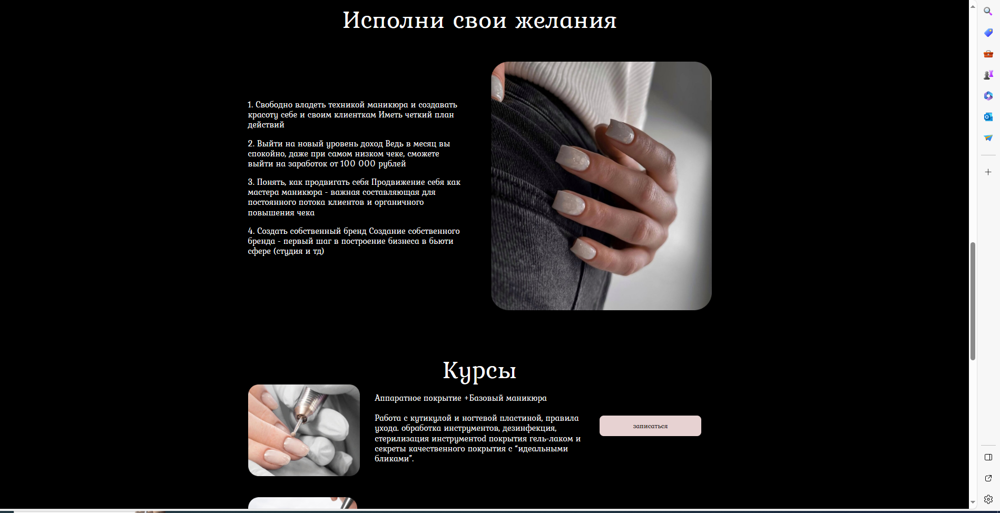 Исполни свои желания
1. Свободно владеть техникой маникюра и создавать
красоту себе и своим клиенткам Иметь четкий план
действий
2. Выйти на новый уровень доход Ведь в месяц вы
спокойно, даже при самом низком чеке, сможете
выйти на заработок от 100 000 рублей
3. Понять, как продвигать себя Продвижение себя как
мастера маникюра - важная составляющая для
постоянного потока клиентов и органичного
повышения чека
4. Создать собственный бренд Создание собственного
бренда - первый шаг в построение бизнеса в бьюти
сфере (студия и тд)
Курсы
Аппаратное покрытие +Базовый маникюра
Работа с кутикулой и ногтевой пластиной, правила
ухода. обработка инструментов, дезинфекция,
стерилизация инструментod покрытия гель-лаком и
секреты качественного покрытия с “идеальными
бликами”.
записаться